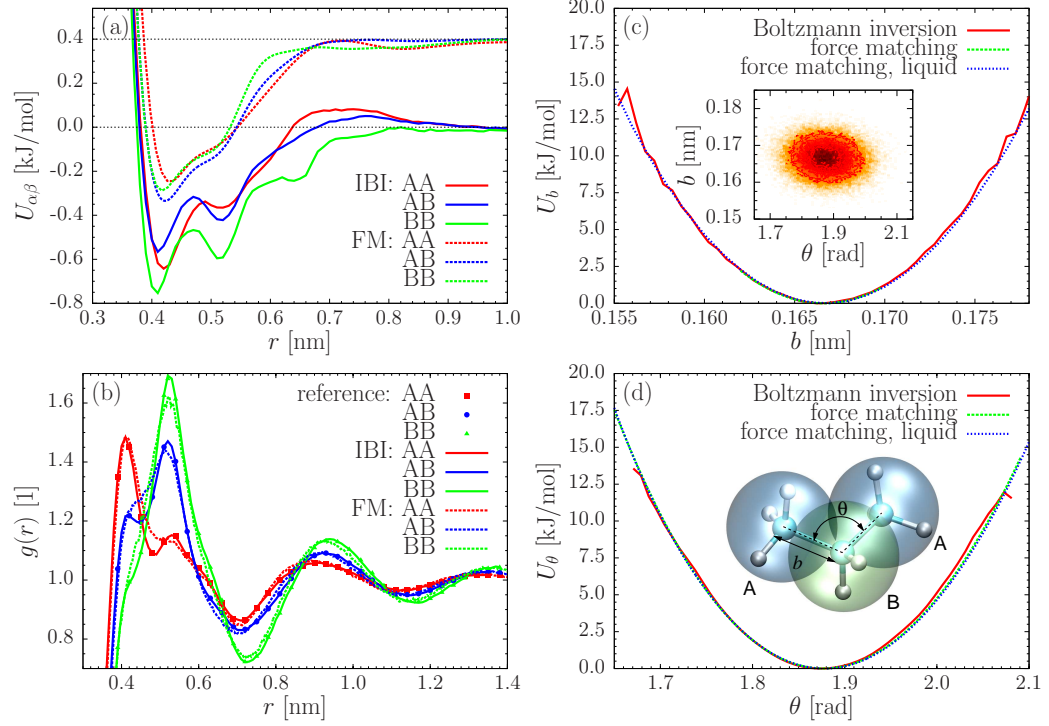 (a)
0.4
0.2
0.0
-0.2
-0.4
-0.6
-0.8
U_{αβ} [kJ/mol]
IBI: AA
AB
BB
FM: AA
AB
BB
0.3 0.4 0.5 0.6 0.7 0.8 0.9 1.0
r [nm]
(c)
20.0
17.5
15.0
12.5
10.0
7.5
5.0
2.5
0.0
U_b [kJ/mol]
Boltzmann inversion
force matching
force matching, liquid
0.18
0.17
0.16
0.15
b [nm]
1.7 1.9 2.1
θ [rad]
0.155 0.160 0.165 0.170 0.175
b [nm]
(b)
1.6
1.4
1.2
1.0
0.8
g(r) [1]
reference: AA
AB
BB
IBI: AA
AB
BB
FM: AA
AB
BB
0.4 0.6 0.8 1.0 1.2 1.4
r [nm]
(d)
20.0
17.5
15.0
12.5
10.0
7.5
5.0
2.5
0.0
U_θ [kJ/mol]
Boltzmann inversion
force matching
force matching, liquid
θ
b
A
A
B
1.7 1.8 1.9 2.0 2.1
θ [rad]